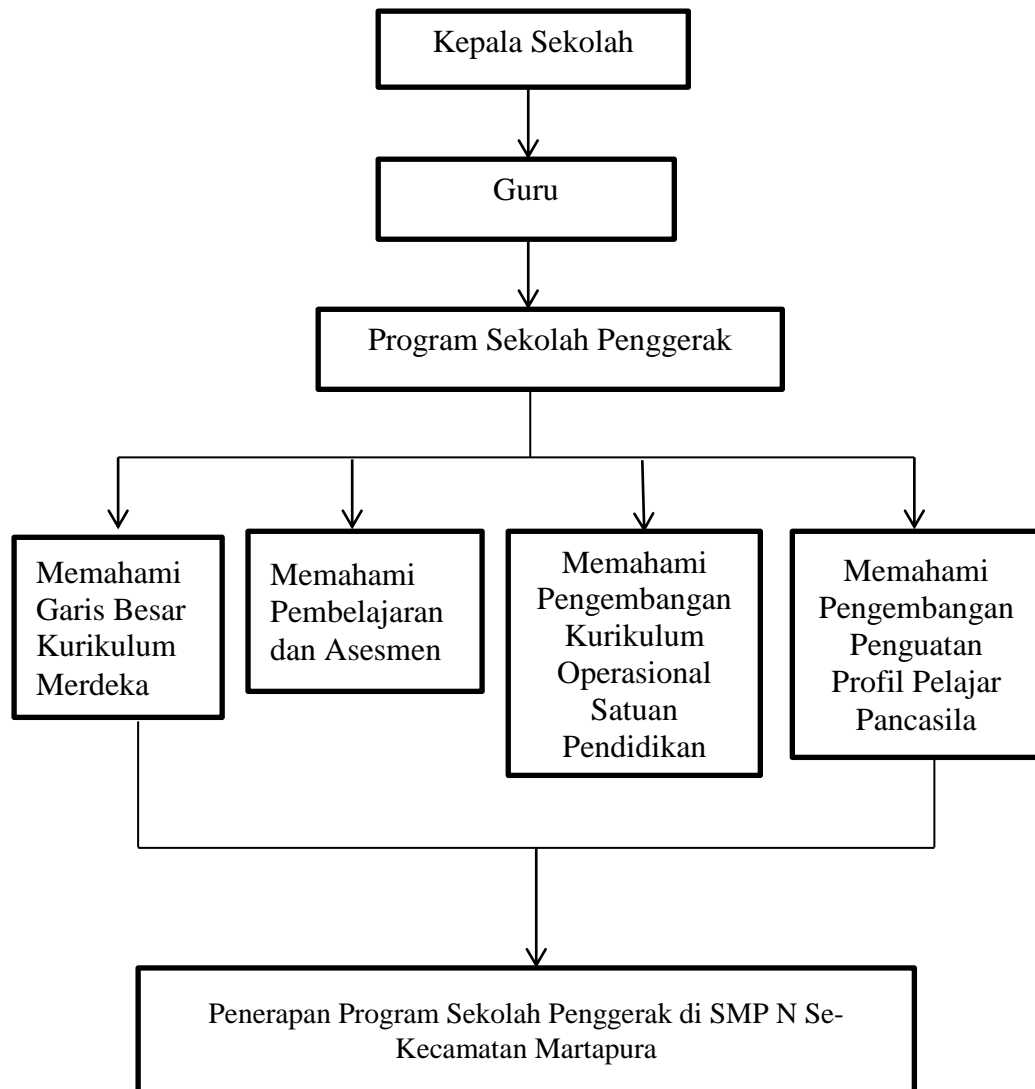 Kepala Sekolah
Guru
Program Sekolah Penggerak
Memahami
Garis Besar
Kurikulum
Merdeka
Memahami
Pembelajaran
dan Asesmen
Memahami
Pengembangan
Kurikulum
Operasional
Satuan
Pendidikan
Memahami
Pengembangan
Penguatan
Profil Pelajar
Pancasila
Penerapan Program Sekolah Penggerak di SMP N Se-
Kecamatan Martapura